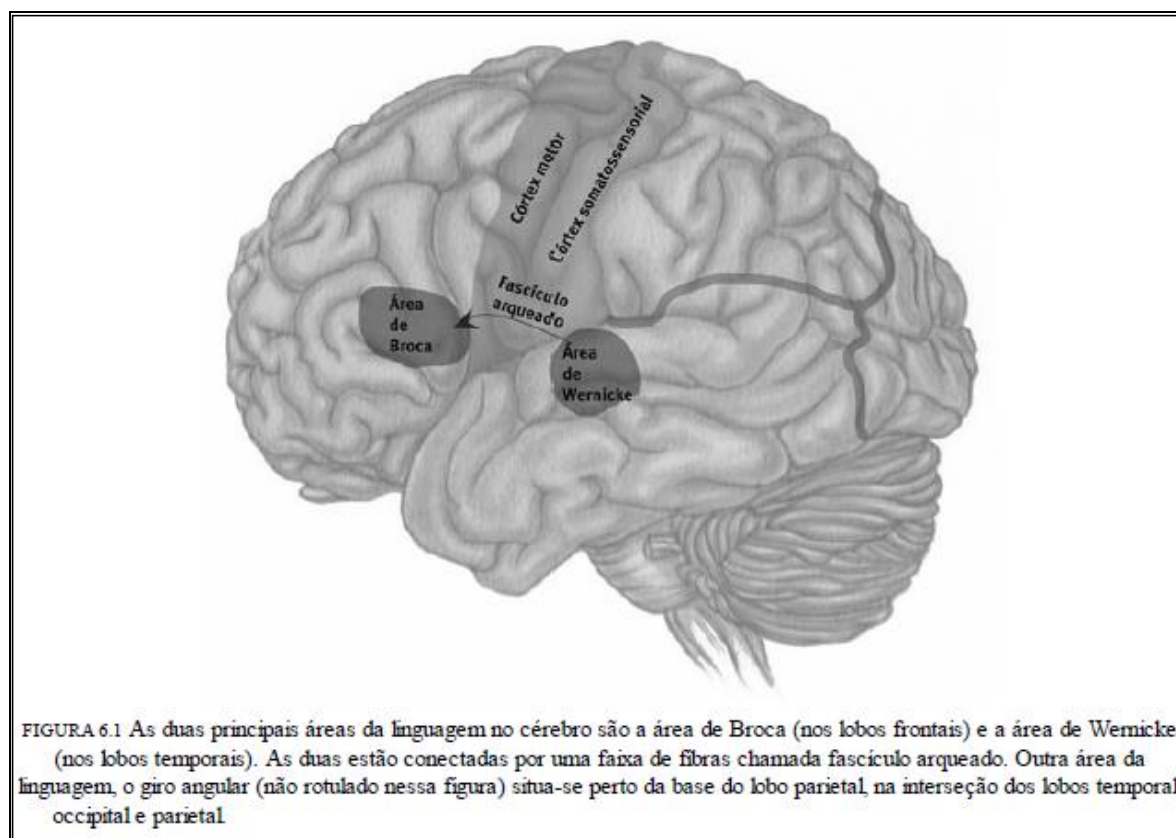 Córtex motor
Córtex somatossensorial
Fascículo
arqueado
Área
de
Broca
Área
de
Wernicke
FIGURA 6.1 As duas principais áreas da linguagem no cérebro são a área de Broca (nos lobos frontais) e a área de Wernicke
(nos lobos temporais). As duas estão conectadas por uma faixa de fibras chamada fascículo arqueado. Outra área da
linguagem, o giro angular (não rotulado nessa figura) situa-se perto da base do lobo parietal, na interseção dos lobos temporal,
occipital e parietal.